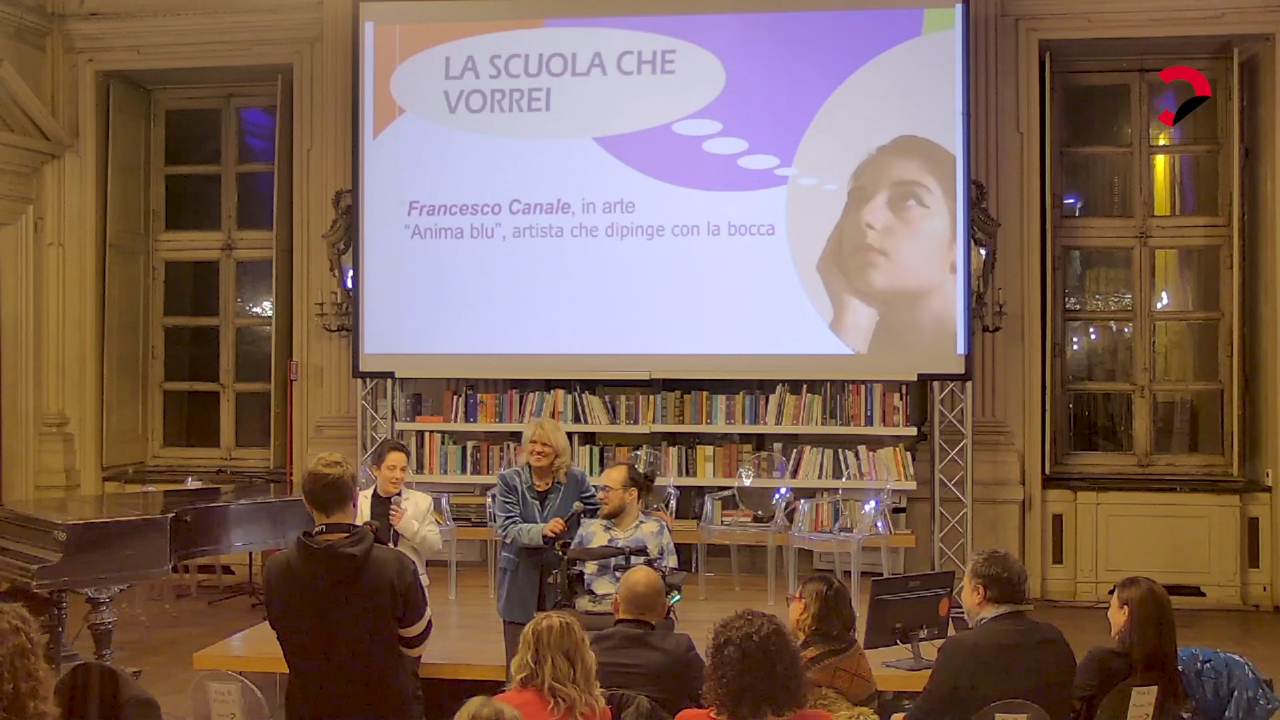 LA SCUOLA CHE
VORREI
Francesco Canale, in arte
“Anima blu”, artista che dipinge con la bocca